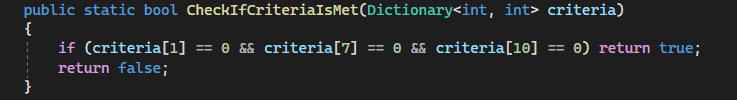 public static bool CheckIfCriteriaIsMet(Dictionary<int, int> criteria)
{
    if (criteria[1] == 0 && criteria[7] == 0 && criteria[10] == 0) return true;
    return false;
}